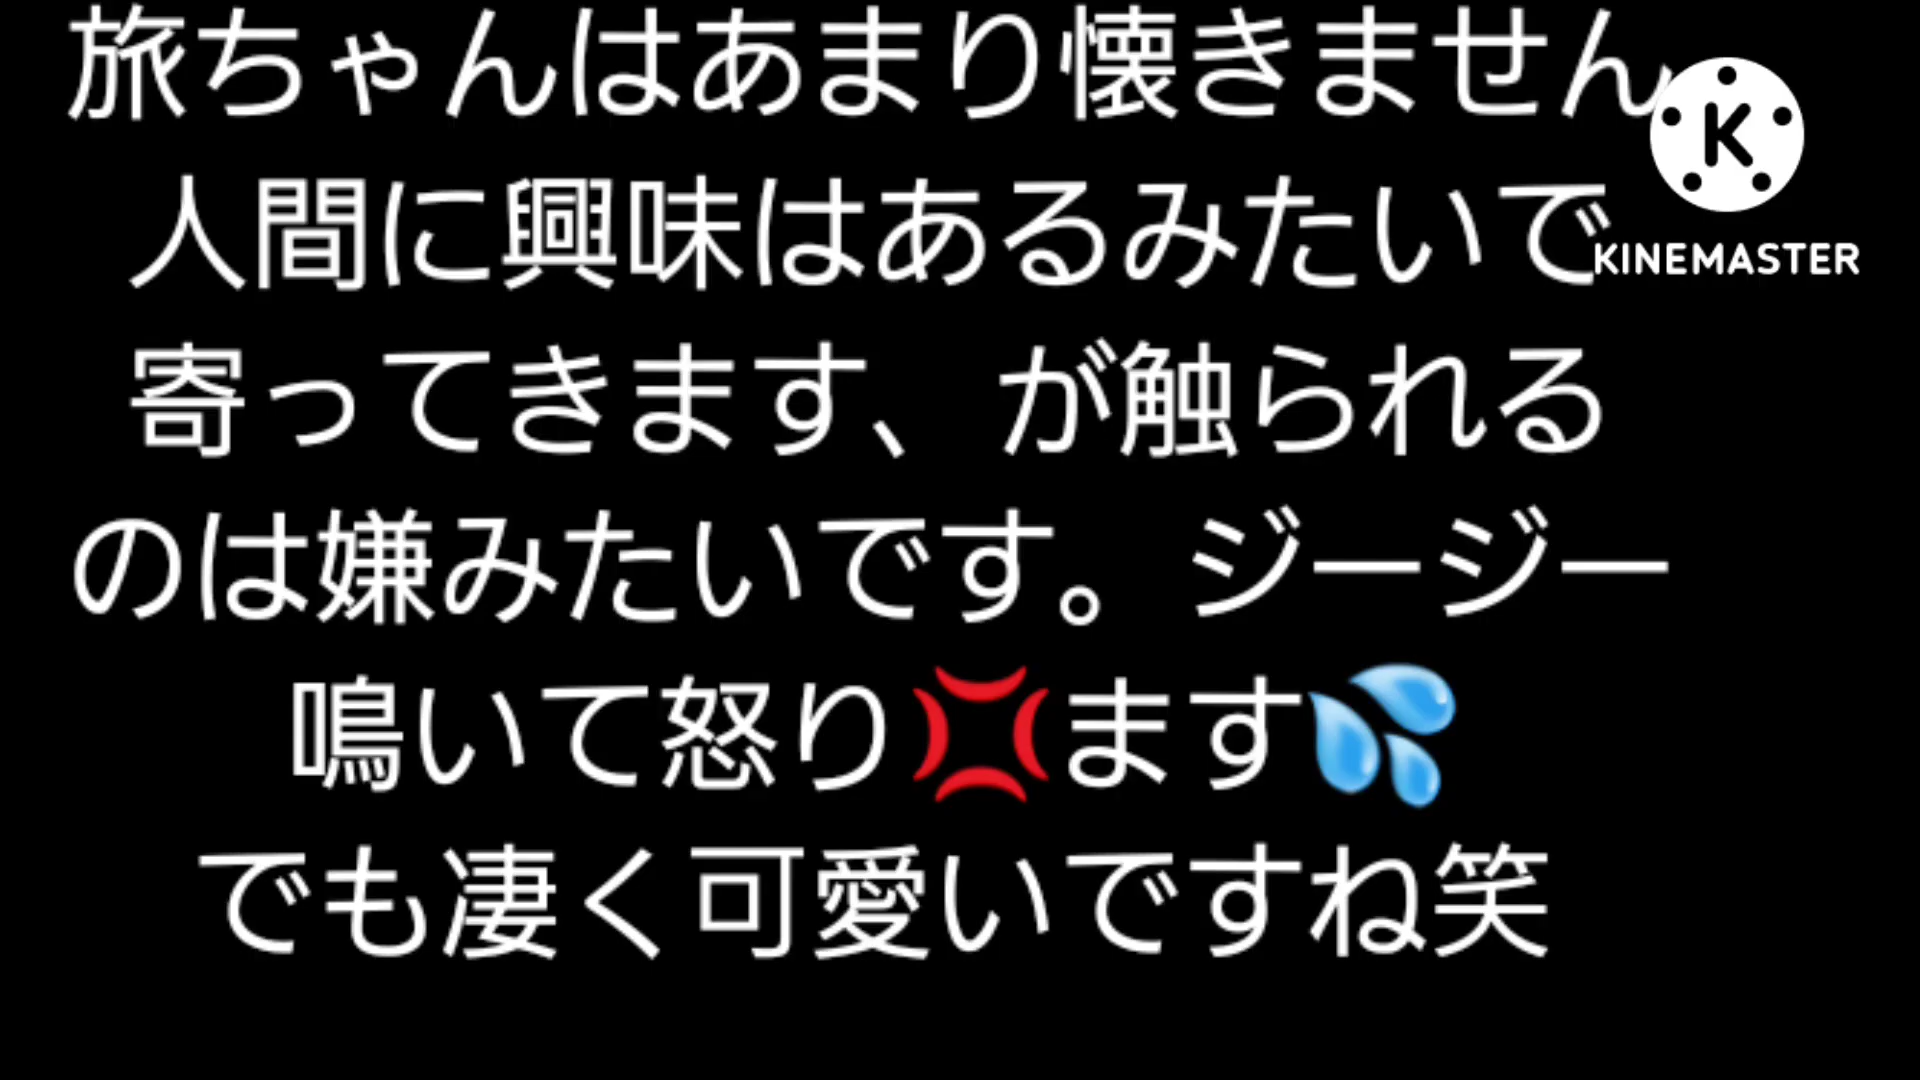 旅ちゃんはあまり懐きません
人間に興味はあるみたいで
寄ってきます、が触られる
のは嫌みたいです。ジージー
鳴いて怒り💢ます💦
でも凄く可愛いですね笑
K
KINEMASTER